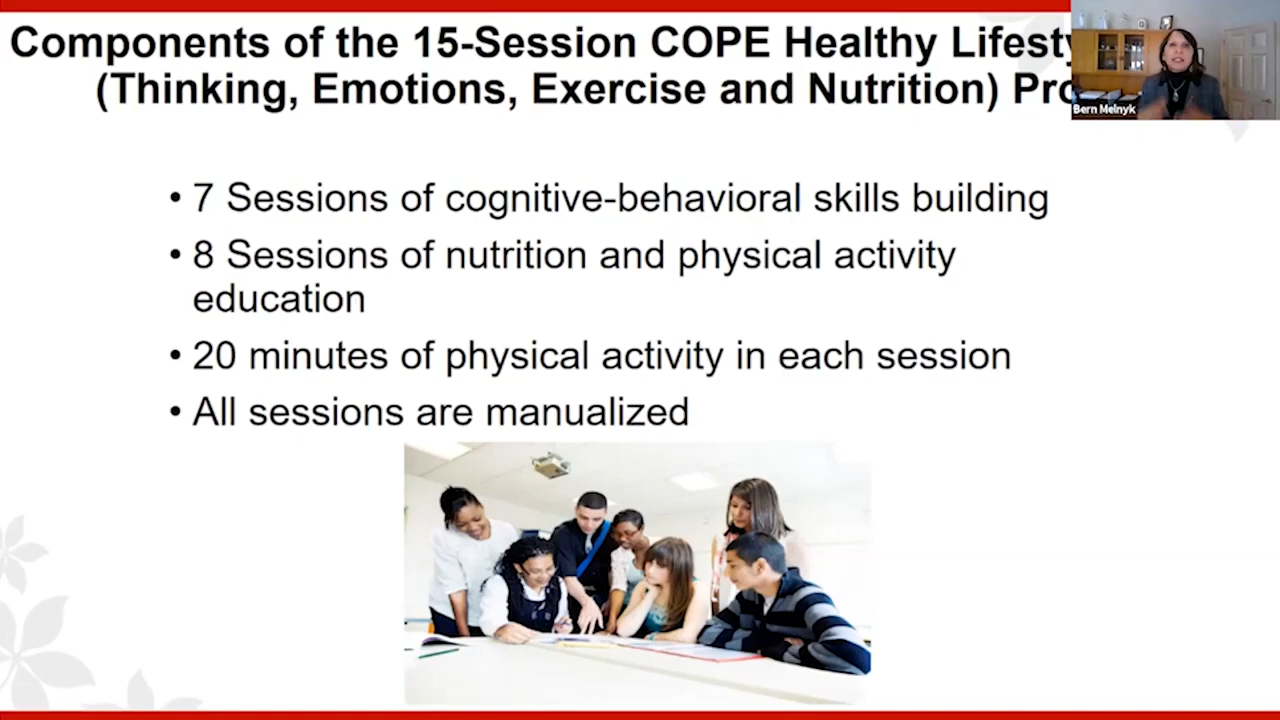 Components of the 15-Session COPE Healthy
(Thinking, Emotions, Exercise and Nutrition)
Bern Melnyk
• 7 Sessions of cognitive-behavioral skills building
• 8 Sessions of nutrition and physical activity
education
• 20 minutes of physical activity in each session
• All sessions are manualized